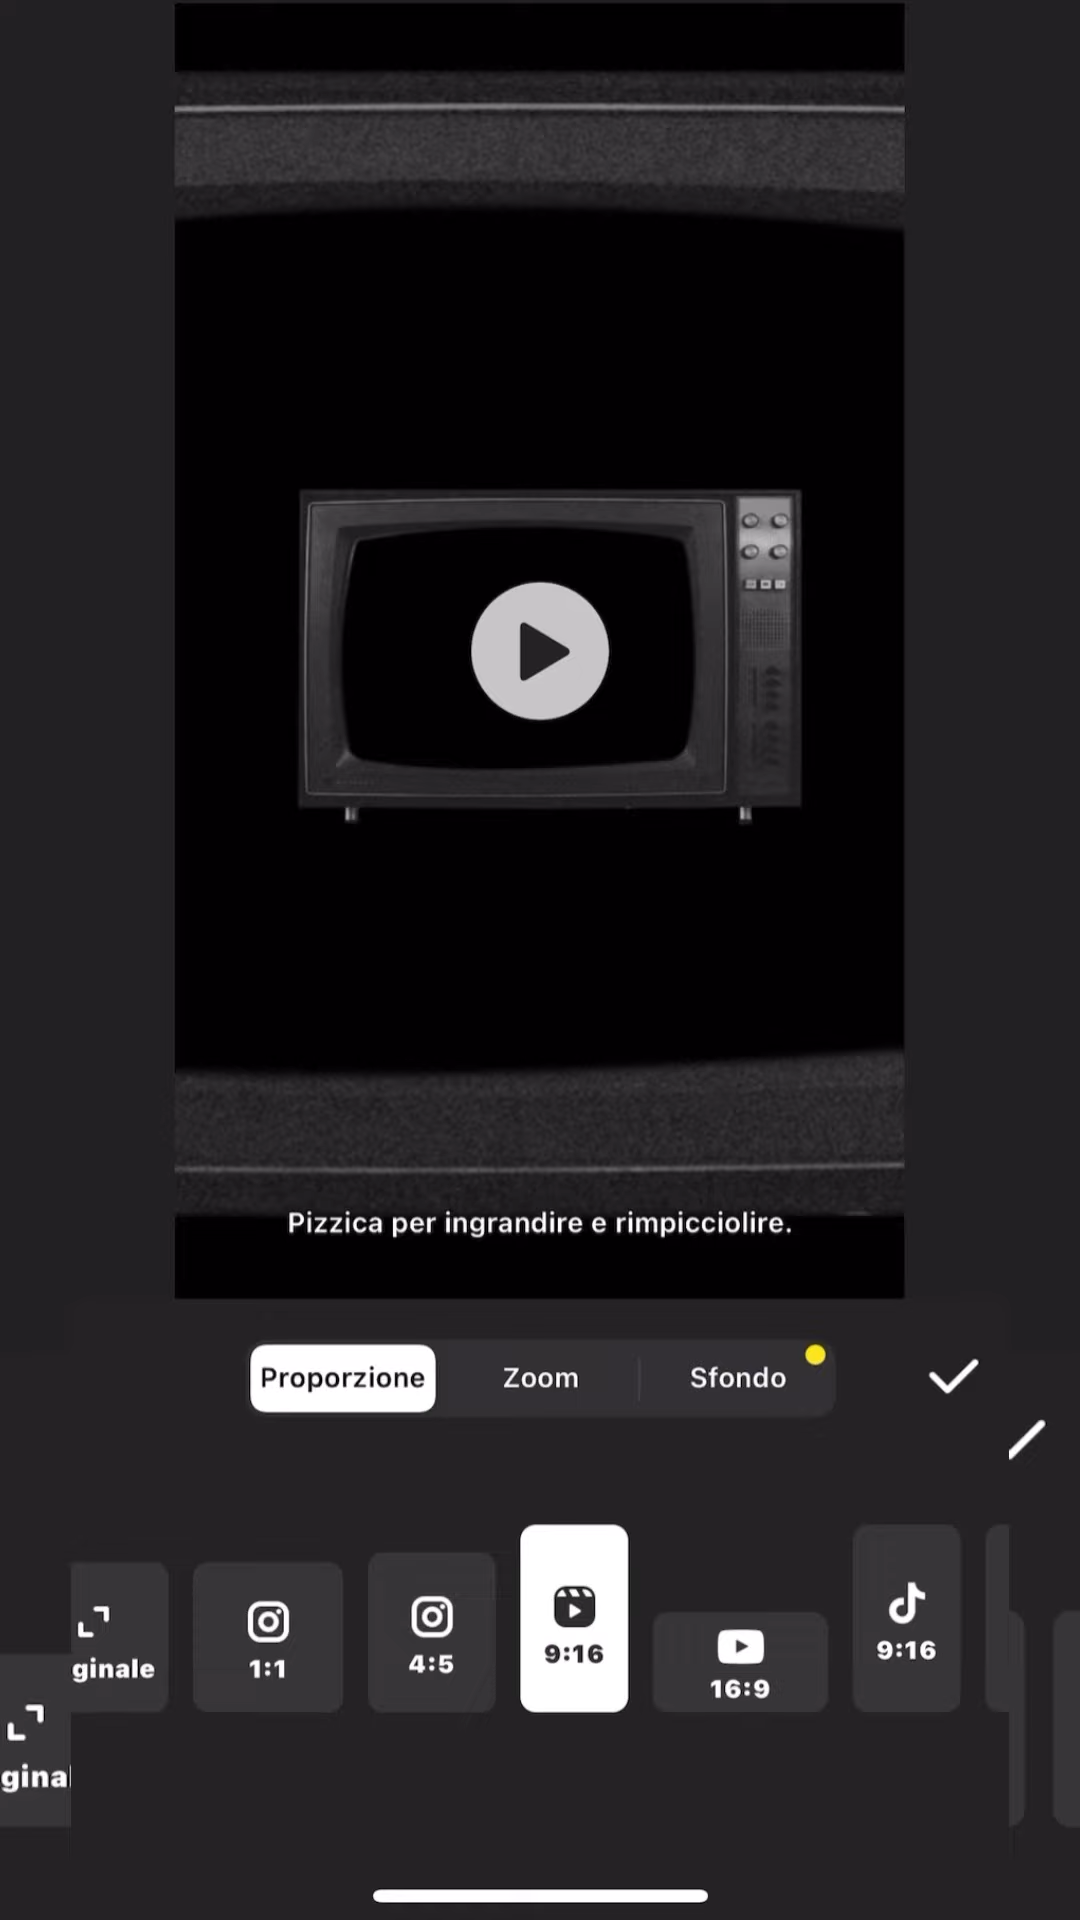 Pizzica per ingrandire e rimpicciolire.
Proporzione Zoom Sfondo
ginale 1:1 4:5 9:16 16:9 9:16
ginal